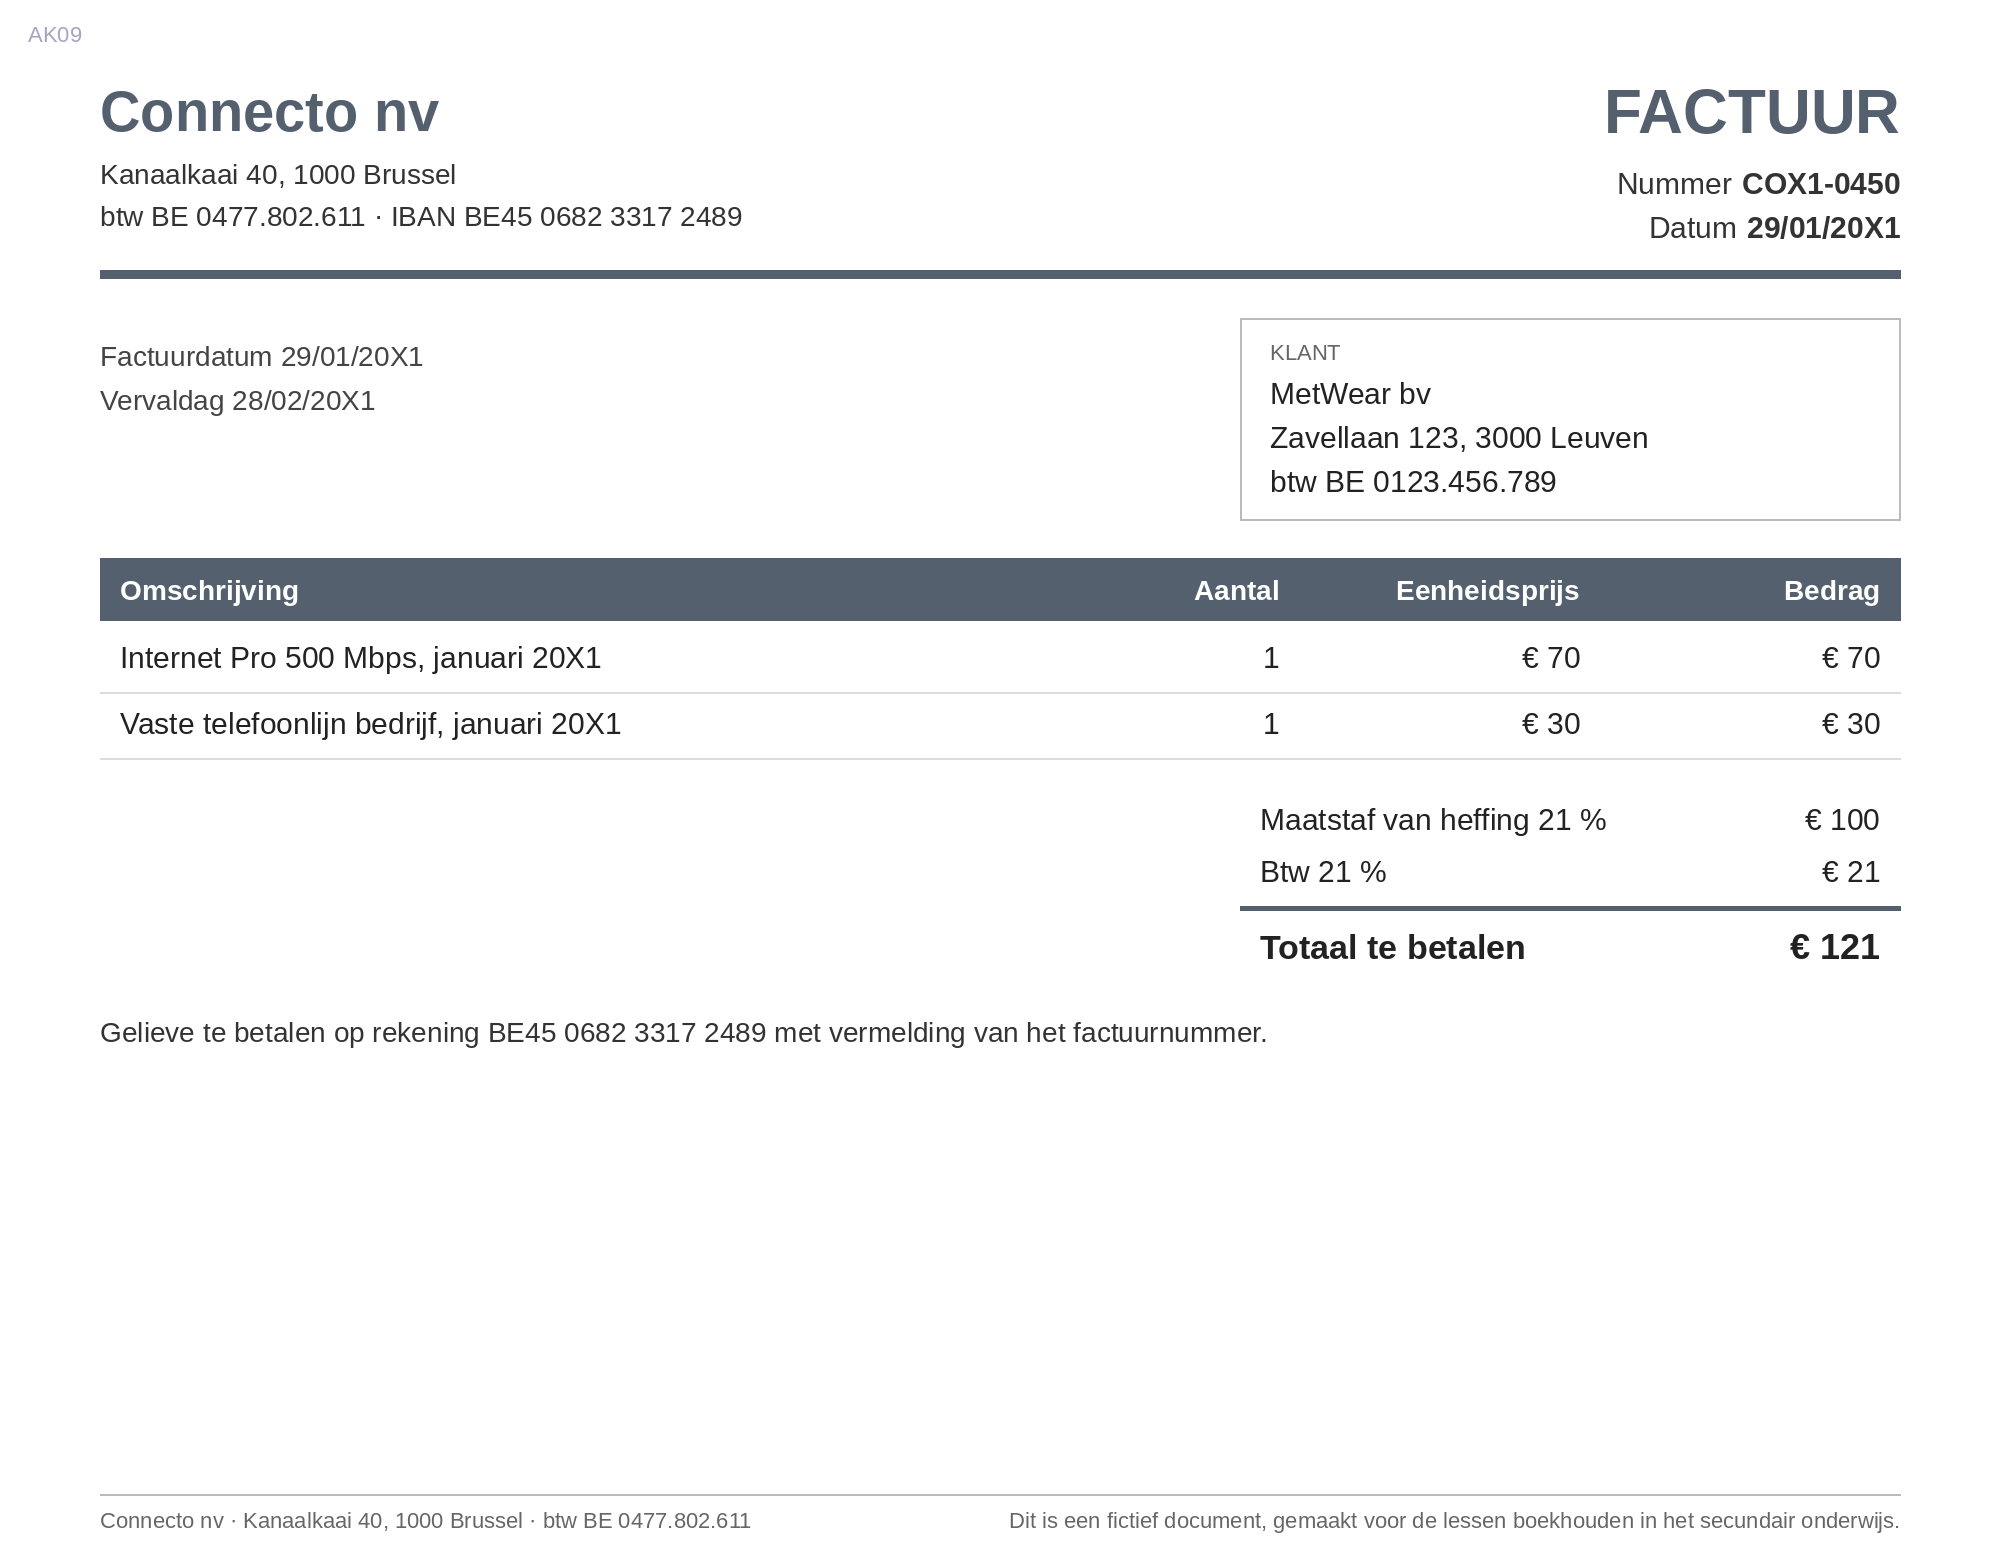 AK09
Connecto nv
Kanaalkaai 40, 1000 Brussel
btw BE 0477.802.611 · IBAN BE45 0682 3317 2489
FACTUUR
Nummer COX1-0450
Datum 29/01/20X1
Factuurdatum 29/01/20X1
Vervaldag 28/02/20X1
KLANT
MetWear bv
Zavellaan 123, 3000 Leuven
btw BE 0123.456.789
Omschrijving Aantal Eenheidsprijs Bedrag
Internet Pro 500 Mbps, januari 20X1 1 € 70 € 70
Vaste telefoonlijn bedrijf, januari 20X1 1 € 30 € 30
Maatstaf van heffing 21 % € 100
Btw 21 % € 21
Totaal te betalen € 121
Gelieve te betalen op rekening BE45 0682 3317 2489 met vermelding van het factuurnummer.
Connecto nv · Kanaalkaai 40, 1000 Brussel · btw BE 0477.802.611
Dit is een fictief document, gemaakt voor de lessen boekhouden in het secundair onderwijs.